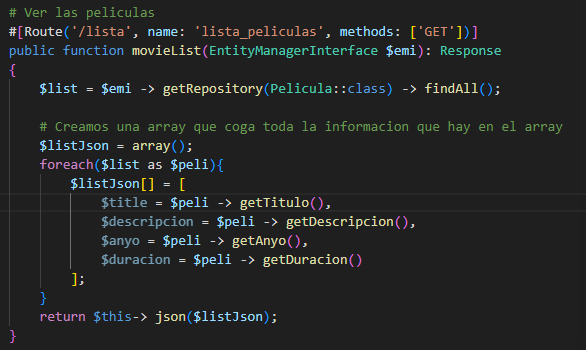 # Ver las peliculas
#[Route('/lista', name: 'lista_peliculas', methods: ['GET'])]
public function movieList(EntityManagerInterface $emi): Response
{
$list = $emi -> getRepository(Pelicula::class) -> findAll();
# Creamos una array que coga toda la informacion que hay en el array
$listJson = array();
foreach($list as $peli){
$listJson[] = [
$title = $peli -> getTitulo(),
$descripcion = $peli -> getDescripcion(),
$anyo = $peli -> getAnyo(),
$duracion = $peli -> getDuracion()
];
}
return $this-> json($listJson);
}